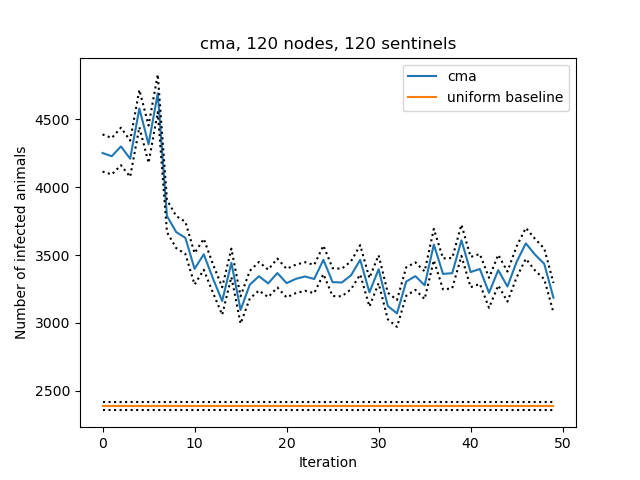 cma, 120 nodes, 120 sentinels
cma
uniform baseline
Number of infected animals
4500
4000
3500
3000
2500
0 10 20 30 40 50
Iteration